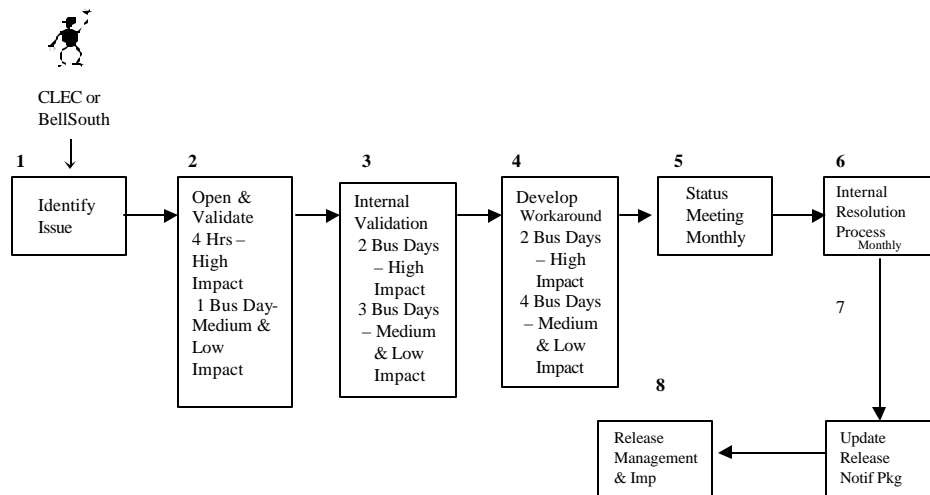 CLEC or
BellSouth
1
Identify
Issue
2
Open &
Validate
4 Hrs –
High
Impact
1 Bus Day-
Medium &
Low
Impact
3
Internal
Validation
2 Bus Days
– High
Impact
3 Bus Days
– Medium
& Low
Impact
4
Develop
Workaround
2 Bus Days
– High
Impact
4 Bus Days
– Medium
& Low
Impact
5
Status
Meeting
Monthly
6
Internal
Resolution
Process
Monthly
7
Update
Release
Notif Pkg
8
Release
Management
& Imp